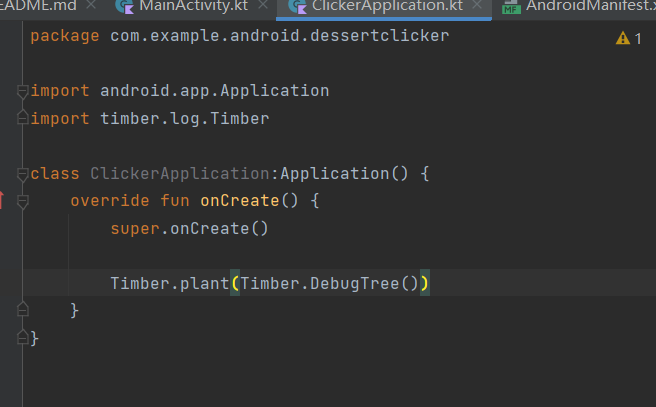 EADME.md MainActivity.kt ClickerApplication.kt AndroidManifest.x
package com.example.android.dessertclicker
1
import android.app.Application
import timber.log.Timber
class ClickerApplication:Application() {
override fun onCreate() {
super.onCreate()
Timber.plant(Timber.DebugTree())
}
}